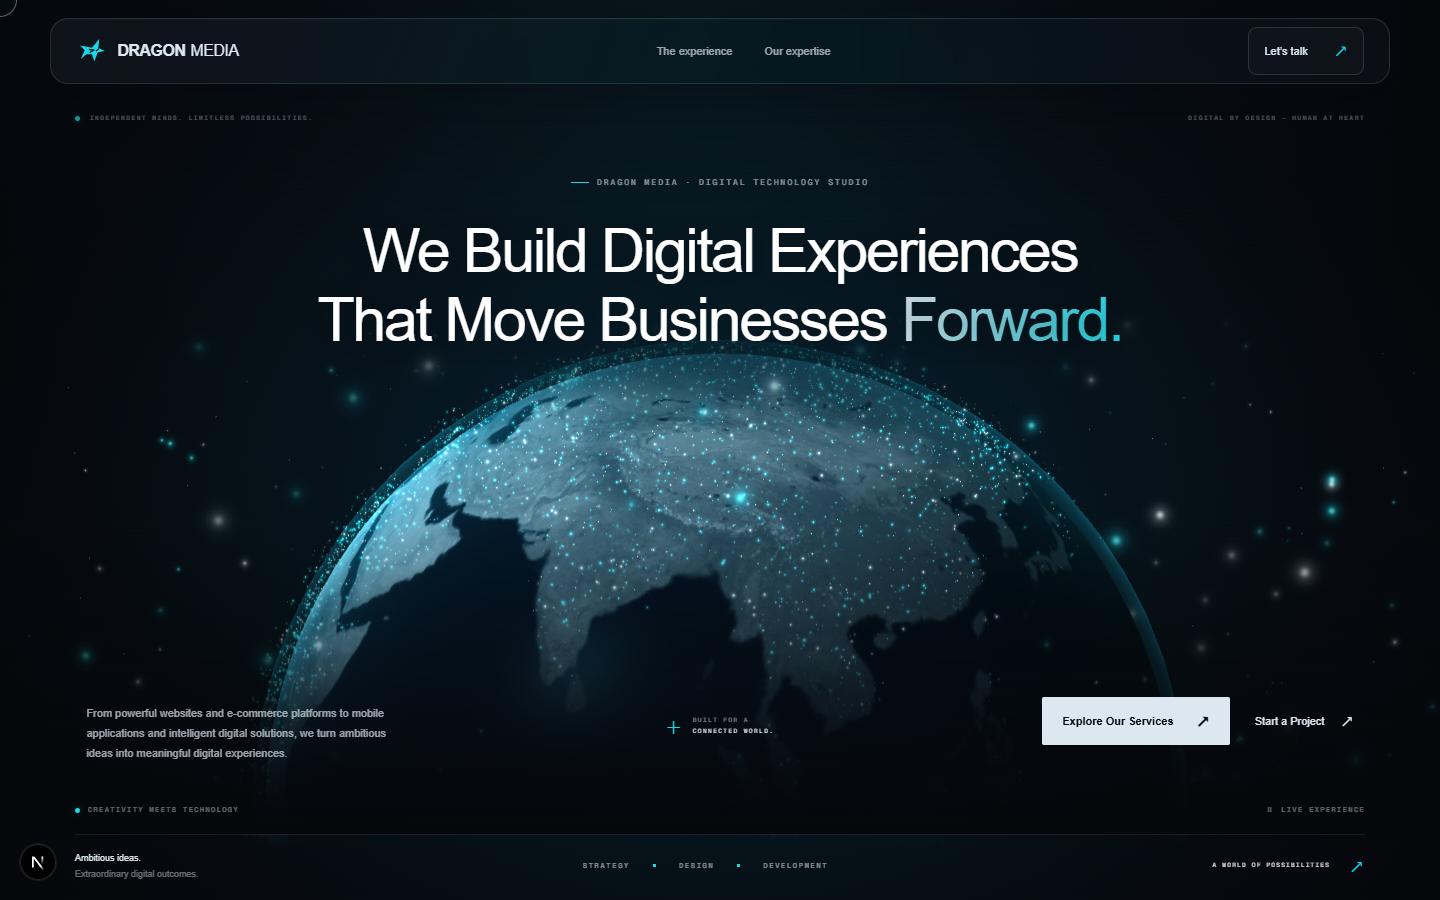 DRAGON MEDIA
The experience
Our expertise
Let's talk
INDEPENDENT MINDS. LIMITLESS POSSIBILITIES.
DIGITAL BY DESIGN — HUMAN AT HEART
DRAGON MEDIA · DIGITAL TECHNOLOGY STUDIO
We Build Digital Experiences
That Move Businesses Forward.
From powerful websites and e-commerce platforms to mobile
applications and intelligent digital solutions, we turn ambitious
ideas into meaningful digital experiences.
BUILT FOR A
CONNECTED WORLD.
Explore Our Services
Start a Project
CREATIVITY MEETS TECHNOLOGY
LIVE EXPERIENCE
N
Ambitious ideas.
Extraordinary digital outcomes.
STRATEGY
DESIGN
DEVELOPMENT
A WORLD OF POSSIBILITIES